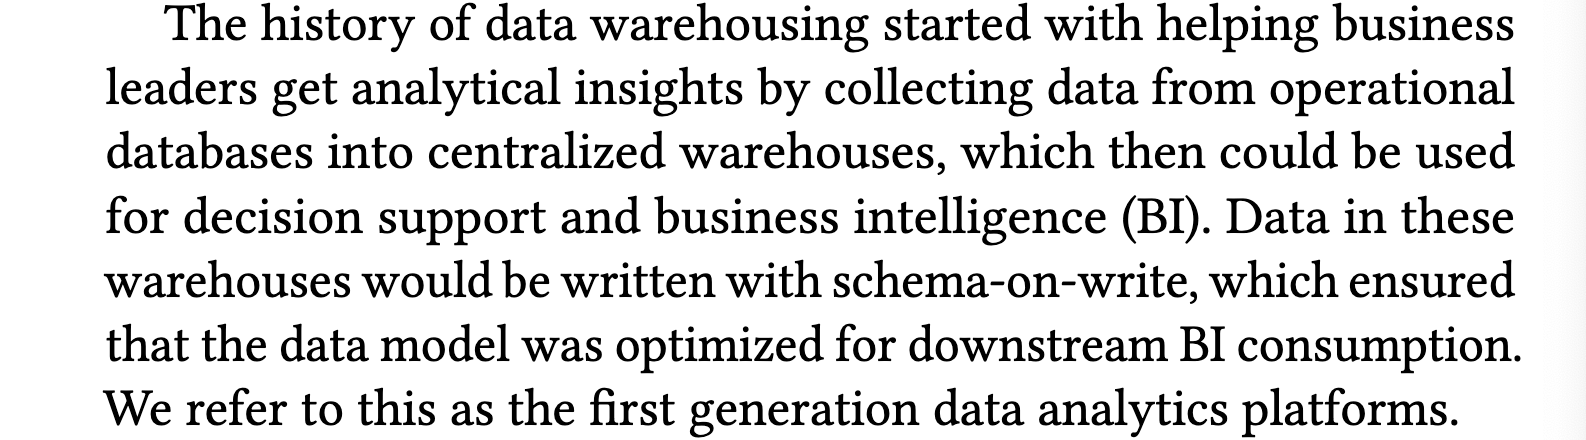 The history of data warehousing started with helping business
leaders get analytical insights by collecting data from operational
databases into centralized warehouses, which then could be used
for decision support and business intelligence (BI). Data in these
warehouses would be written with schema-on-write, which ensured
that the data model was optimized for downstream BI consumption.
We refer to this as the first generation data analytics platforms.